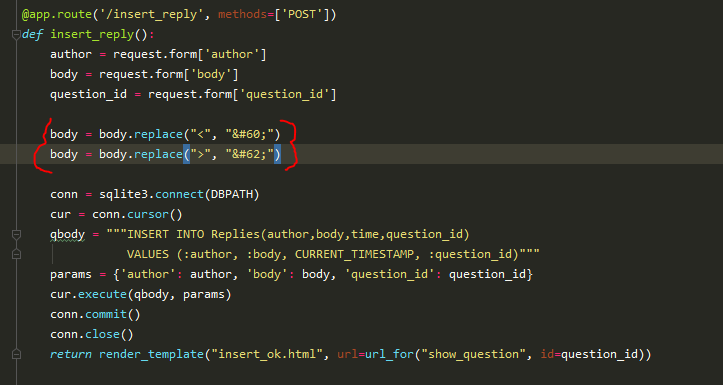 @app.route('/insert_reply', methods=['POST'])
def insert_reply():
    author = request.form['author']
    body = request.form['body']
    question_id = request.form['question_id']
    body = body.replace("<", "&#60;")
    body = body.replace(">", "&#62;")
    conn = sqlite3.connect(DBPATH)
    cur = conn.cursor()
    qbody = """INSERT INTO Replies(author,body,time,question_id)
               VALUES (:author, :body, CURRENT_TIMESTAMP, :question_id)"""
    params = {'author': author, 'body': body, 'question_id': question_id}
    cur.execute(qbody, params)
    conn.commit()
    conn.close()
    return render_template("insert_ok.html", url=url_for("show_question", id=question_id))